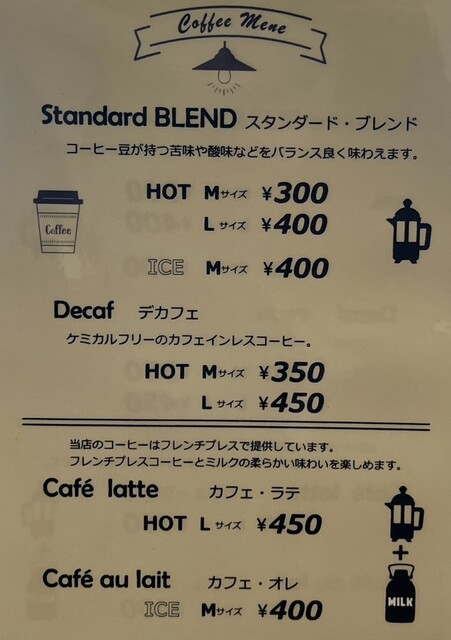 Coffee Mene
Standard BLEND スタンダード・ブレンド
コーヒー豆が持つ苦味や酸味などをバランス良く味わえます。
HOT Mサイズ ¥300
Lサイズ ¥400
Coffee
ICE Mサイズ ¥400
Decaf デカフェ
ケミカルフリーのカフェインレスコーヒー。
HOT Mサイズ ¥350
Lサイズ ¥450
当店のコーヒーはフレンチプレスで提供しています。
フレンチプレスコーヒーとミルクの柔らかい味わいを楽しめます。
Café latte カフェ・ラテ
HOT Lサイズ ¥450
+
Café au lait カフェ・オレ
MILK
ICE Mサイズ ¥400